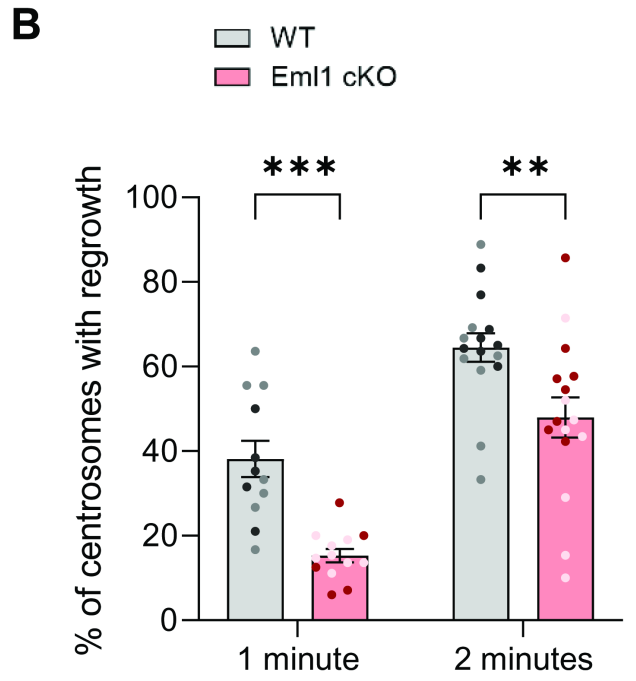 B
WT
Eml1 cKO
*** **
% of centrosomes with regrowth
100
80
60
40
20
0
1 minute 2 minutes